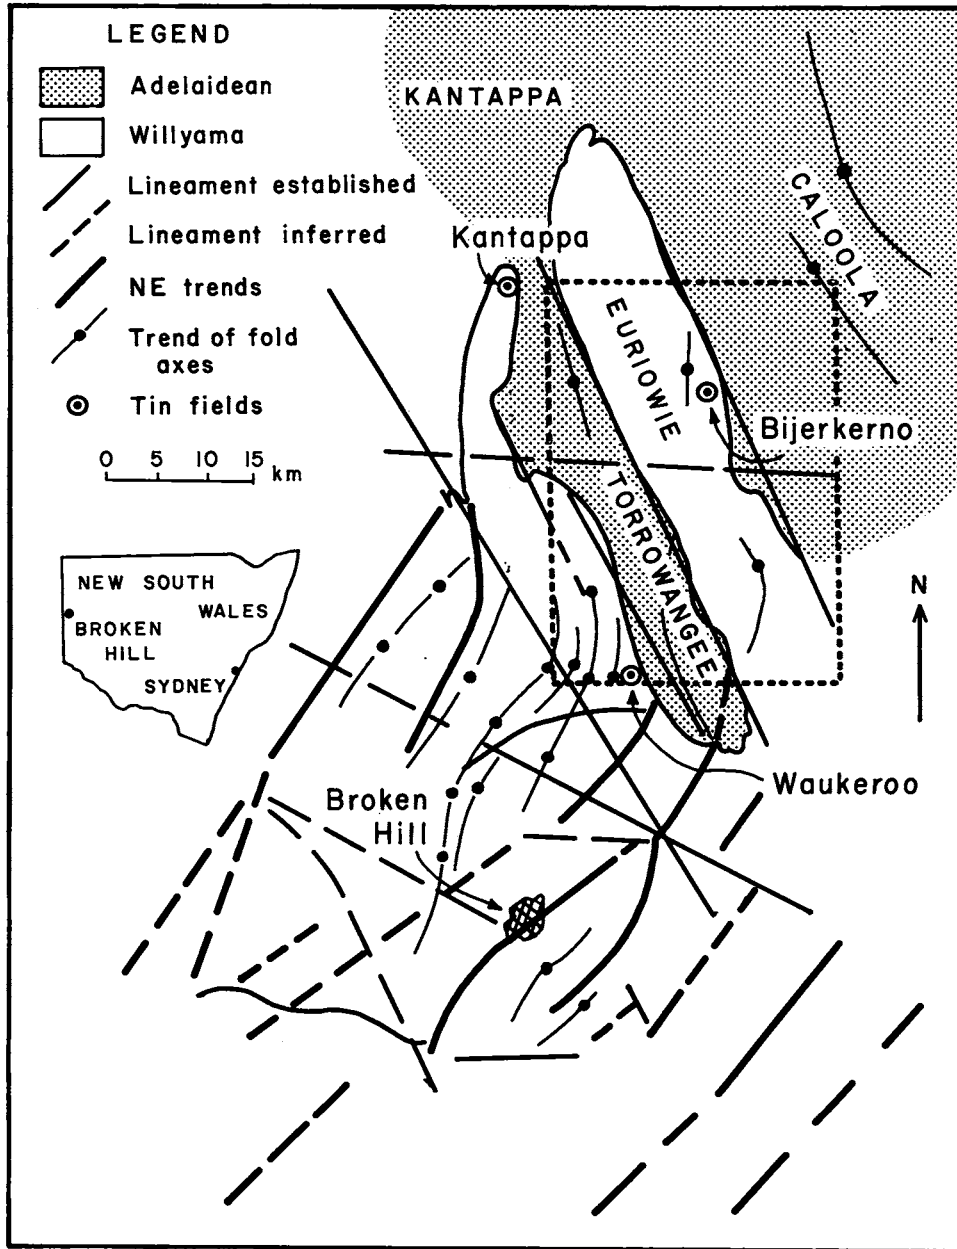 LEGEND
Adelaidean
Willyama
Lineament established
Lineament inferred
NE trends
Trend of fold
axes
Tin fields
0 5 10 15
km
KANTAPPA
CALOOLA
Kantappa
EURIOWIE
Bijerkerno
TORROWANGEE
NEW SOUTH
WALES
BROKEN
HILL
SYDNEY
N
Waukeroo
Broken
Hill